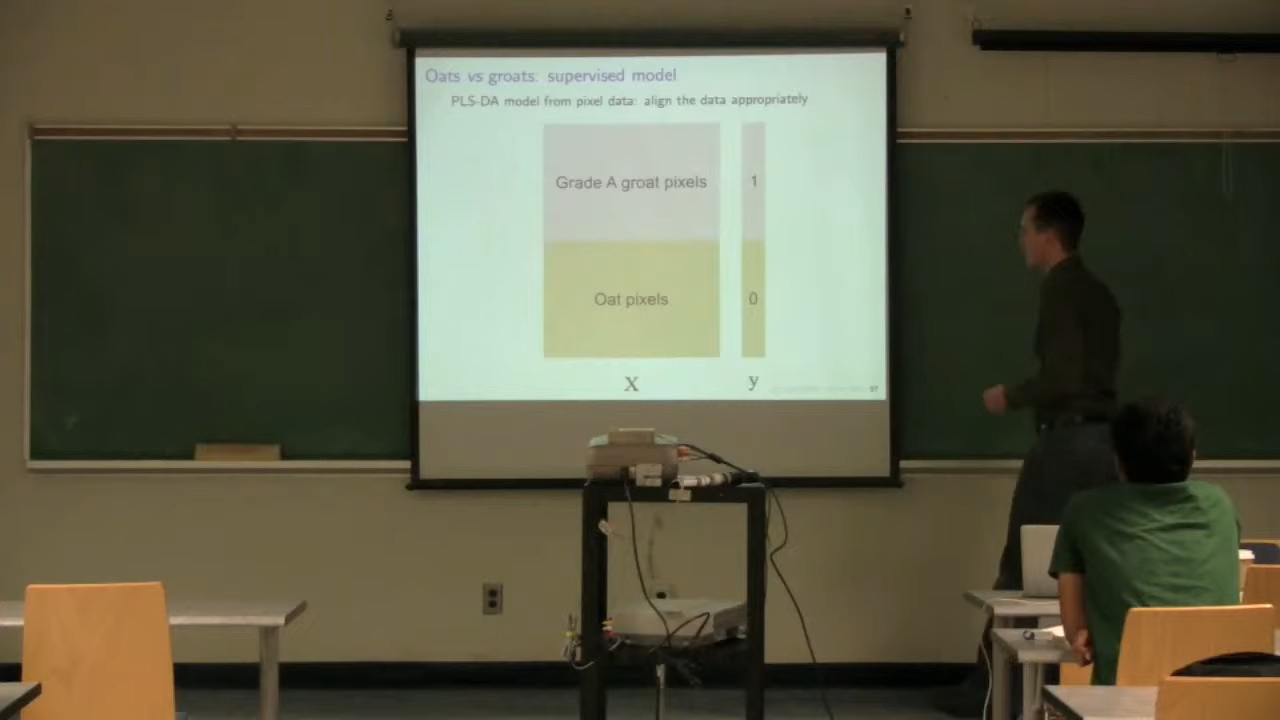 Oats vs groats: supervised model
PLS-DA model from pixel data: align the data appropriately
Grade A groat pixels 1
Oat pixels 0
X y
57